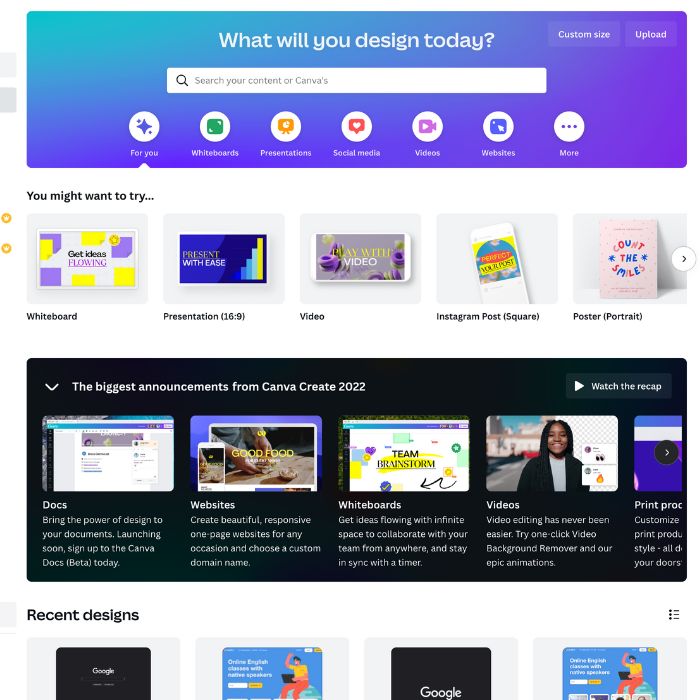 What will you design today?
Custom size
Upload
Search your content or Canva's
For you
Whiteboards
Presentations
Social media
Videos
Websites
More
You might want to try...
Get ideas
FLOWING
PRESENT
WITH EASE
PLAY WITH
VIDEO
PERFECT
YOUR POST
COUNT
THE
SMILES
Whiteboard
Presentation (16:9)
Video
Instagram Post (Square)
Poster (Portrait)
The biggest announcements from Canva Create 2022
Watch the recap
GOOD FOOD
TEAM
BRAINSTORM
Docs
Bring the power of design to
your documents. Launching
soon, sign up to the Canva
Docs (Beta) today.
Websites
Create beautiful, responsive
one-page websites for any
occasion and choose a custom
domain name.
Whiteboards
Get ideas flowing with infinite
space to collaborate with your
team from anywhere, and stay
in sync with a timer.
Videos
Video editing has never been
easier. Try one-click Video
Background Remover and our
epic animations.
Print prod
Customize
print produ
style - all d
your doors
Recent designs
Google
Online English
classes with
native speakers
Google
Online English
classes with
native speakers